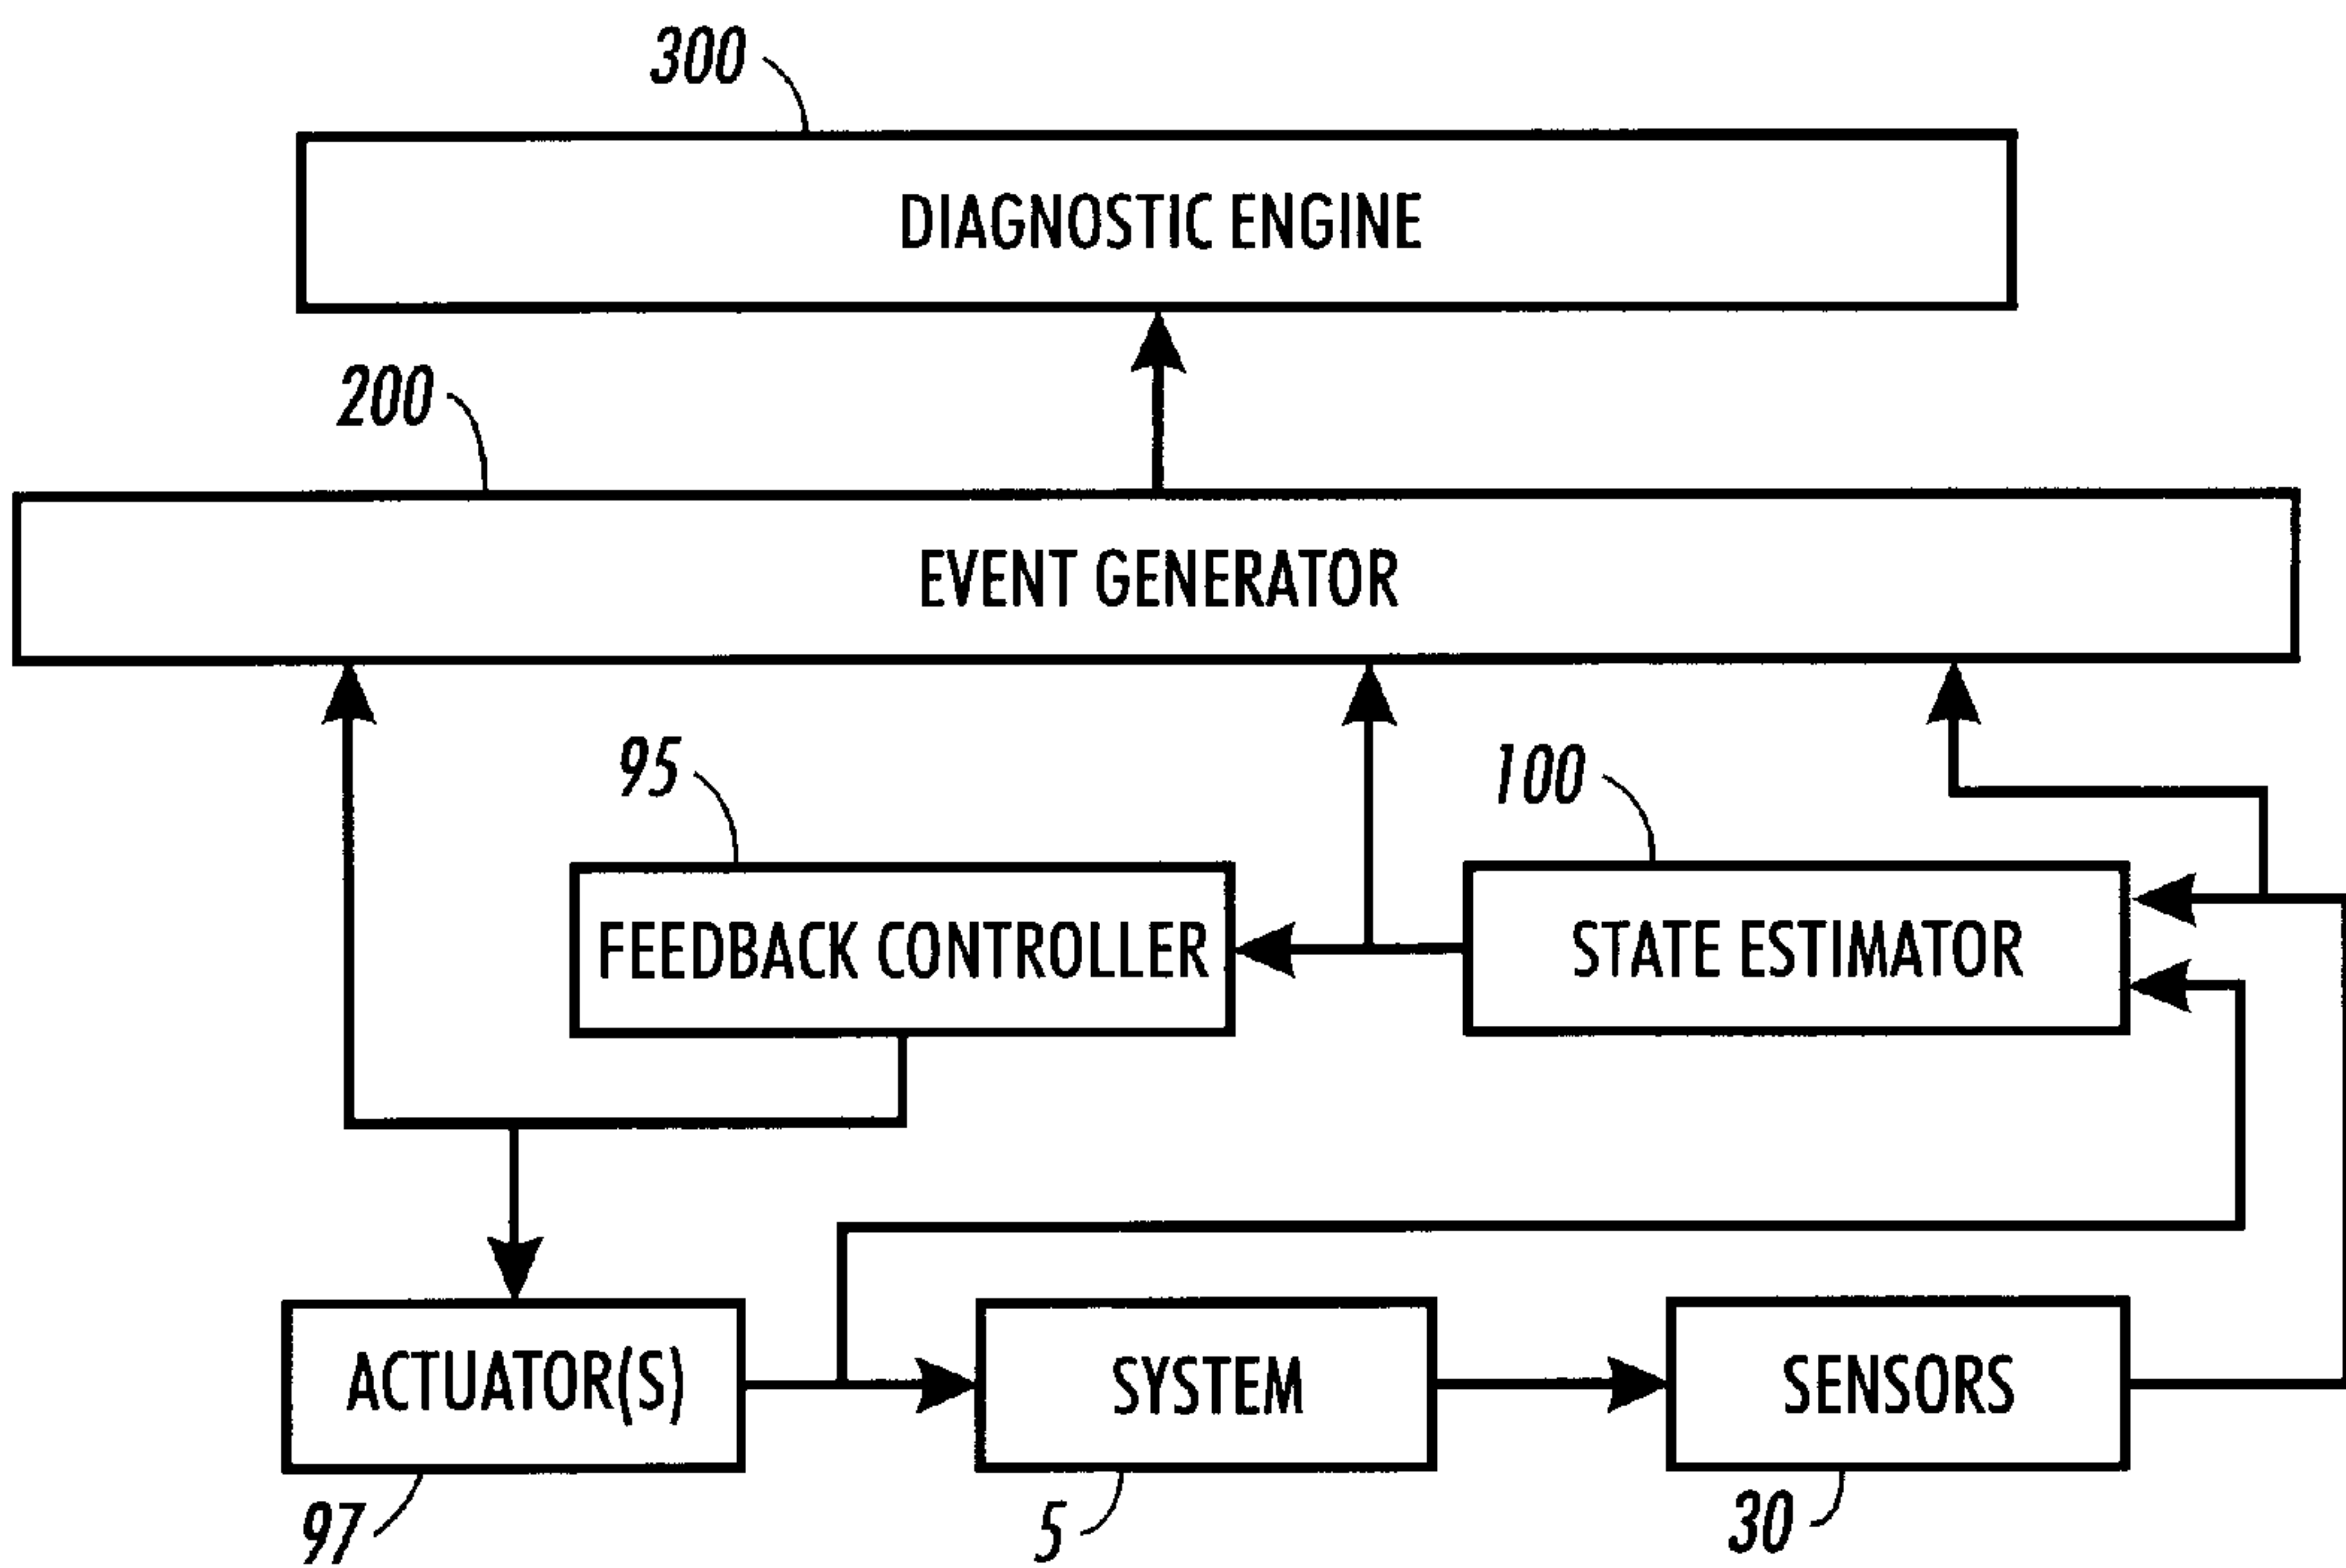 300
DIAGNOSTIC ENGINE
200
EVENT GENERATOR
95
100
FEEDBACK CONTROLLER
STATE ESTIMATOR
ACTUATOR(S)
SYSTEM
SENSORS
97
5
30